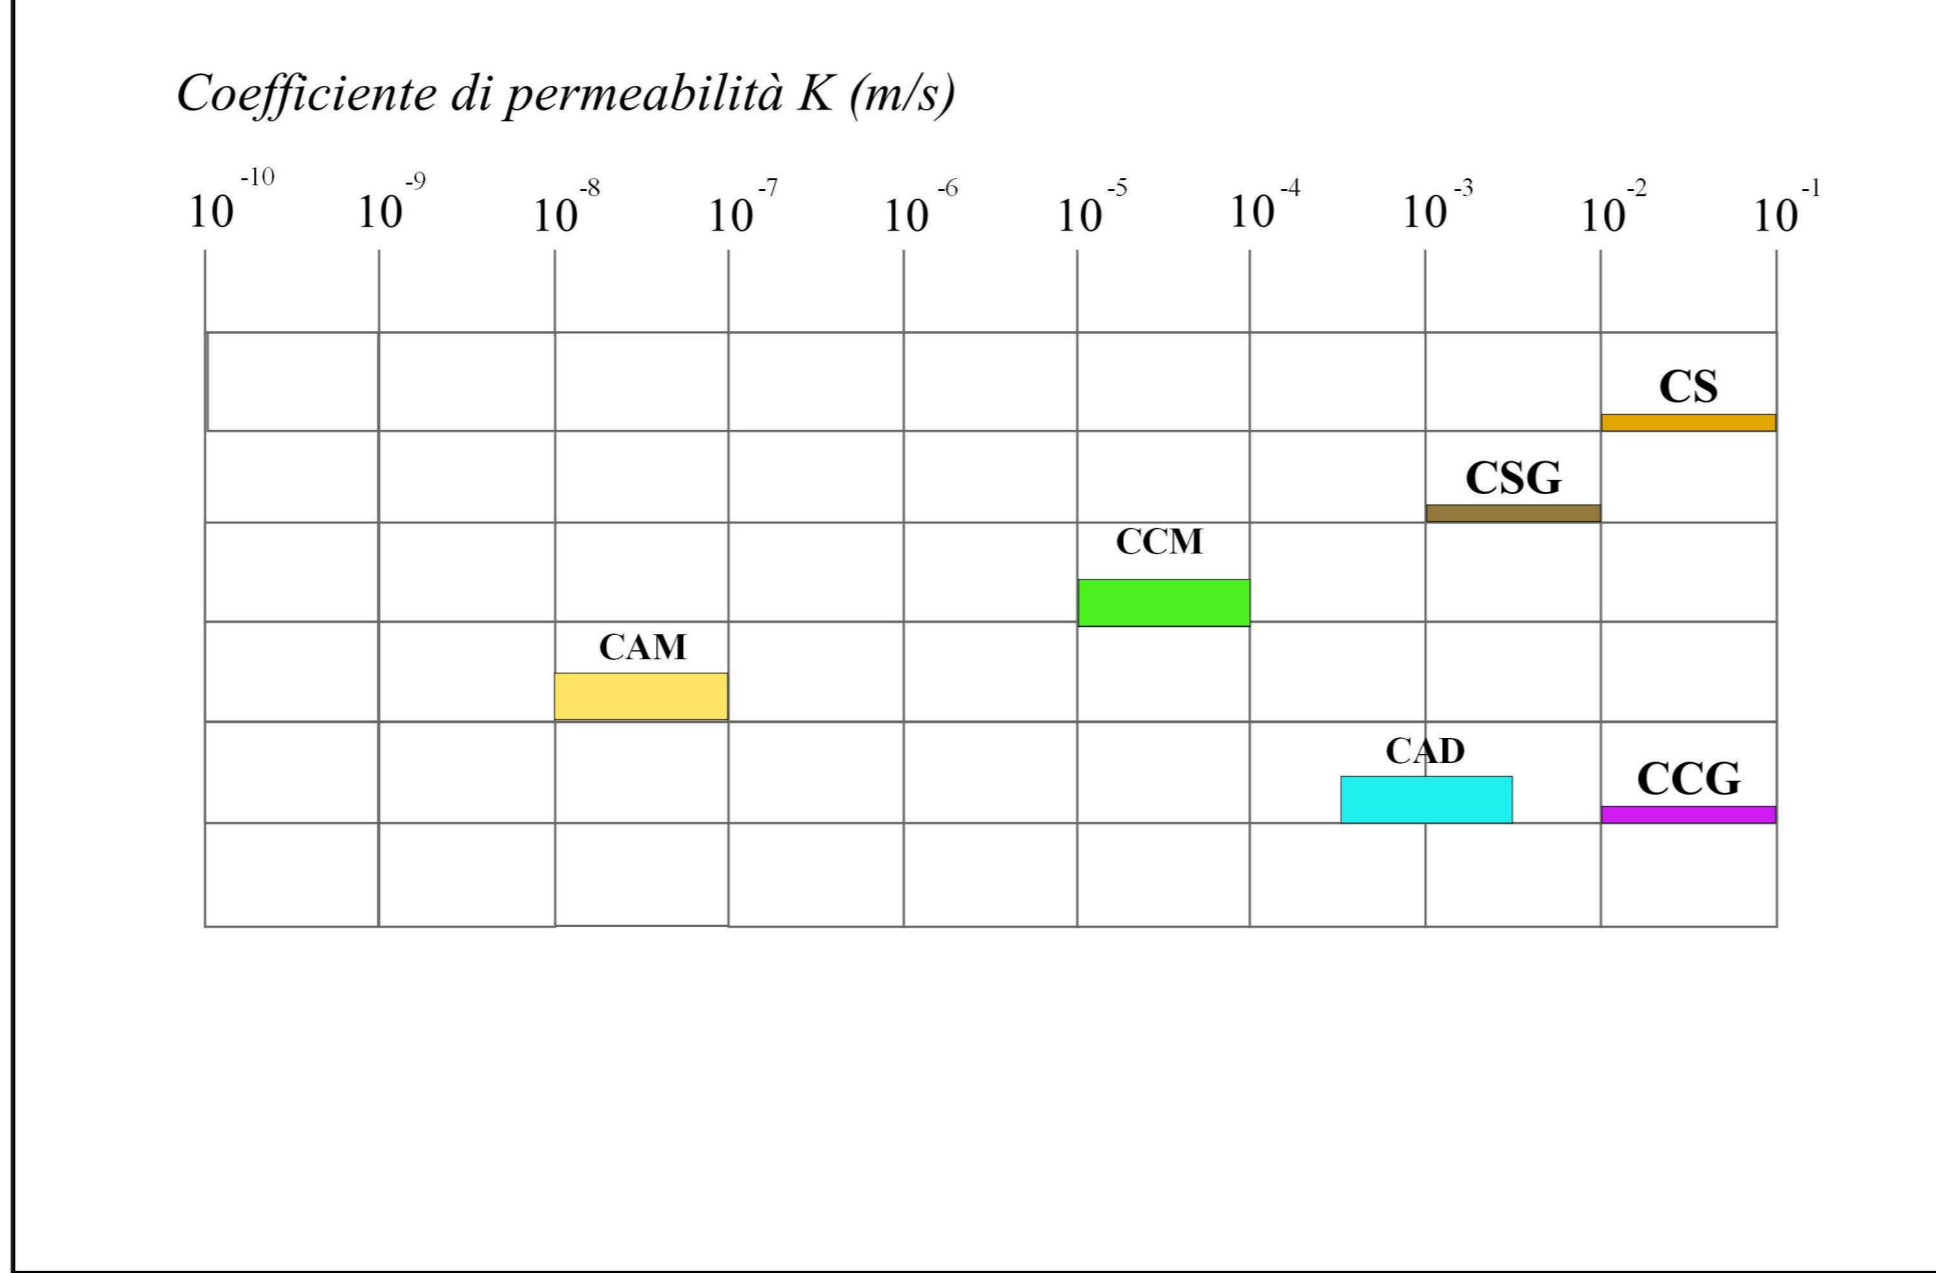 Coefficiente di permeabilità K (m/s)
10-10 10-9 10-8 10-7 10-6 10-5 10-4 10-3 10-2 10-1
CS
CSG
CCM
CAM
CAD
CCG